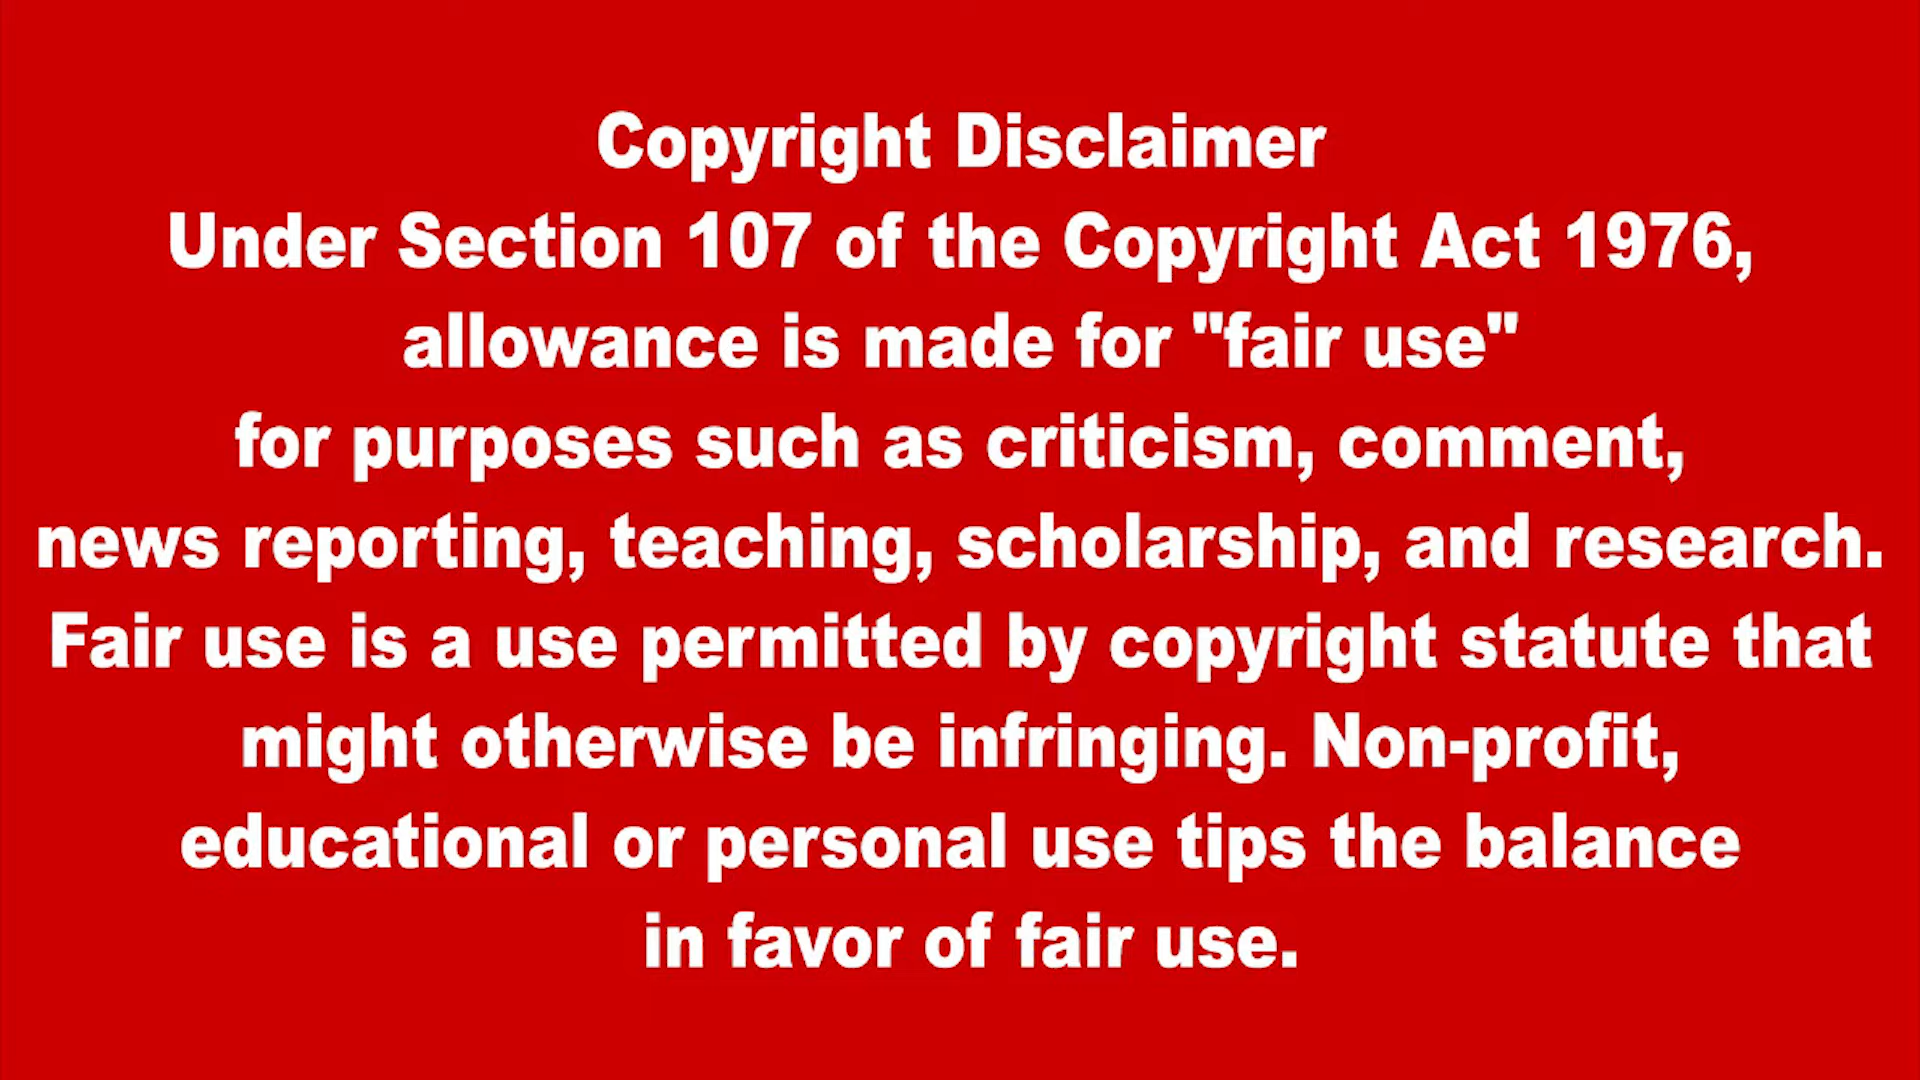 Copyright Disclaimer
Under Section 107 of the Copyright Act 1976,
allowance is made for "fair use"
for purposes such as criticism, comment,
news reporting, teaching, scholarship, and research.
Fair use is a use permitted by copyright statute that
might otherwise be infringing. Non-profit,
educational or personal use tips the balance
in favor of fair use.